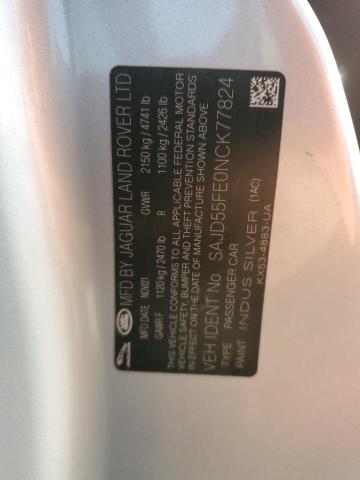 MFD BY JAGUAR LAND ROVER LTD
MFD DATE NOV21 GVWR 2150 kg / 4741 lb
GAWR F 1120 kg / 2470 lb R 1100 kg / 2426 lb
THIS VEHICLE CONFORMS TO ALL APPLICABLE FEDERAL MOTOR
VEHICLE SAFETY, BUMPER AND THEFT PREVENTION STANDARDS
IN EFFECT ON THE DATE OF MANUFACTURE SHOWN ABOVE
VEH IDENT No SAJD55FE0NCK77824
TYPE PASSENGER CAR
PAINT INDUS SILVER (1AC)
KX53-4883-UA